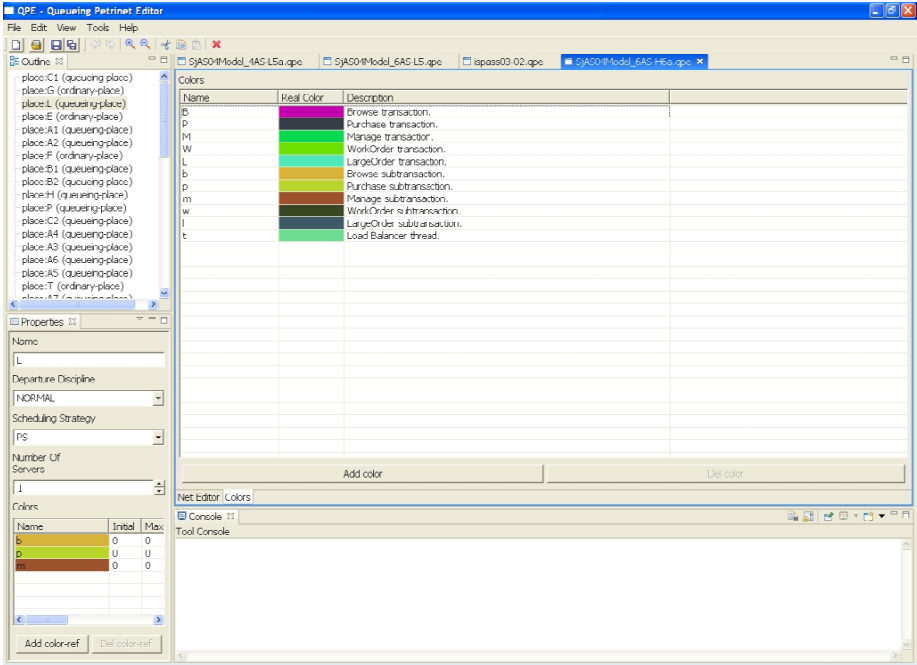 QPE - Queueing Petrinet Editor
File Edit View Tools Help
Outline
SjAS04Model_4AS-L5a.qpe SjAS04Model_6AS-L5.qpe ispass03-02.qpe SjAS04Model_6AS-H6a.qpe
place:C1 (queueing-place)
place:G (ordinary-place)
place:L (queueing-place)
place:E (ordinary-place)
place:A1 (queueing-place)
place:A2 (queueing-place)
place:F (ordinary-place)
place:B1 (queueing-place)
place:B2 (queueing-place)
place:H (queueing-place)
place:P (queueing-place)
place:C2 (queueing-place)
place:A4 (queueing-place)
place:A3 (queueing-place)
place:A6 (queueing-place)
place:A5 (queueing-place)
place:T (ordinary-place)
place:A7 (queueing-place)
Colors
Name Real Color Description
B Browse transaction.
P Purchase transaction.
M Manage transaction.
W WorkOrder transaction.
L LargeOrder transaction.
b Browse subtransaction.
p Purchase subtransaction.
m Manage subtransaction.
w WorkOrder subtransaction.
l LargeOrder subtransaction.
t Load Balancer thread.
Add color Del color
Net Editor Colors
Properties
Name
L
Departure Discipline
NORMAL
Scheduling Strategy
PS
Number Of
Servers
1
Colors
Name Initial Max
b 0 0
p 0 0
m 0 0
Add color-ref Del color-ref
Console
Tool Console